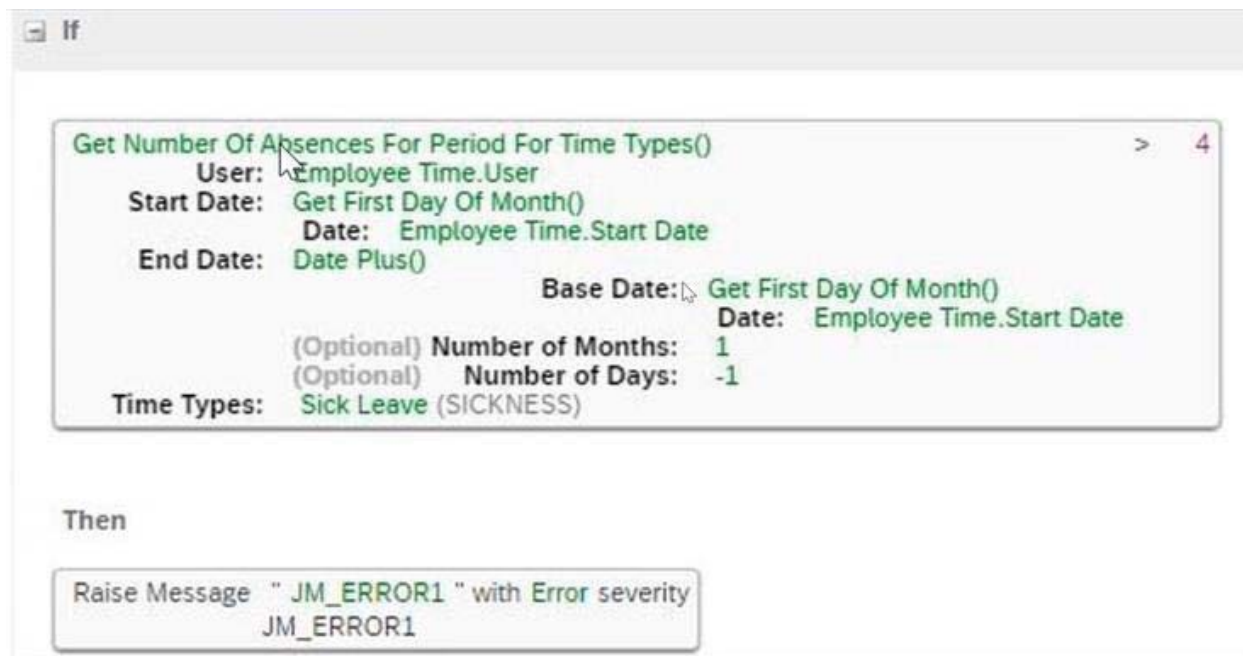 If
Get Number Of Absences For Period For Time Types() > 4
User: Employee Time.User
Start Date: Get First Day Of Month()
Date: Employee Time.Start Date
End Date: Date Plus()
Base Date: Get First Day Of Month()
Date: Employee Time.Start Date
(Optional) Number of Months: 1
(Optional) Number of Days: -1
Time Types: Sick Leave (SICKNESS)
Then
Raise Message " JM_ERROR1 " with Error severity
JM_ERROR1